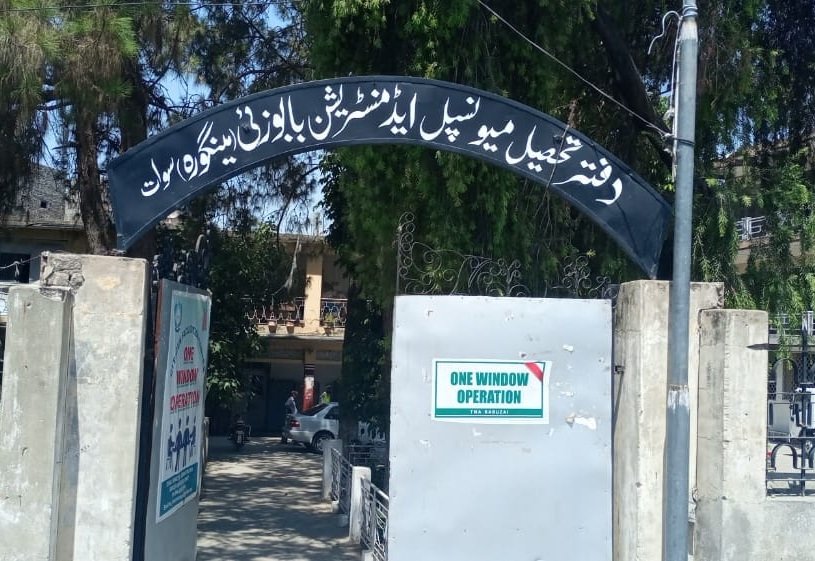 دفتر تحصیل میونسپل ایڈمنسٹریشن بابوزئی (مینگورہ) سوات
ONE WINDOW
OPERATION
TMA BABUZAI
ONE
WINDOW
OPERATION